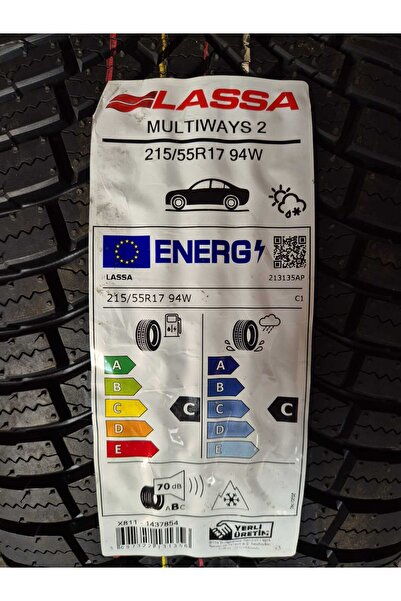 LASSA
MULTIWAYS 2
215/55R17 94W
ENERG
LASSA
213135AP
215/55R17 94W
C1
A
B
C
D
E
C
A
B
C
D
E
C
70 dB
ABC
X811 - 1437854
YERLİ
ÜRETİM